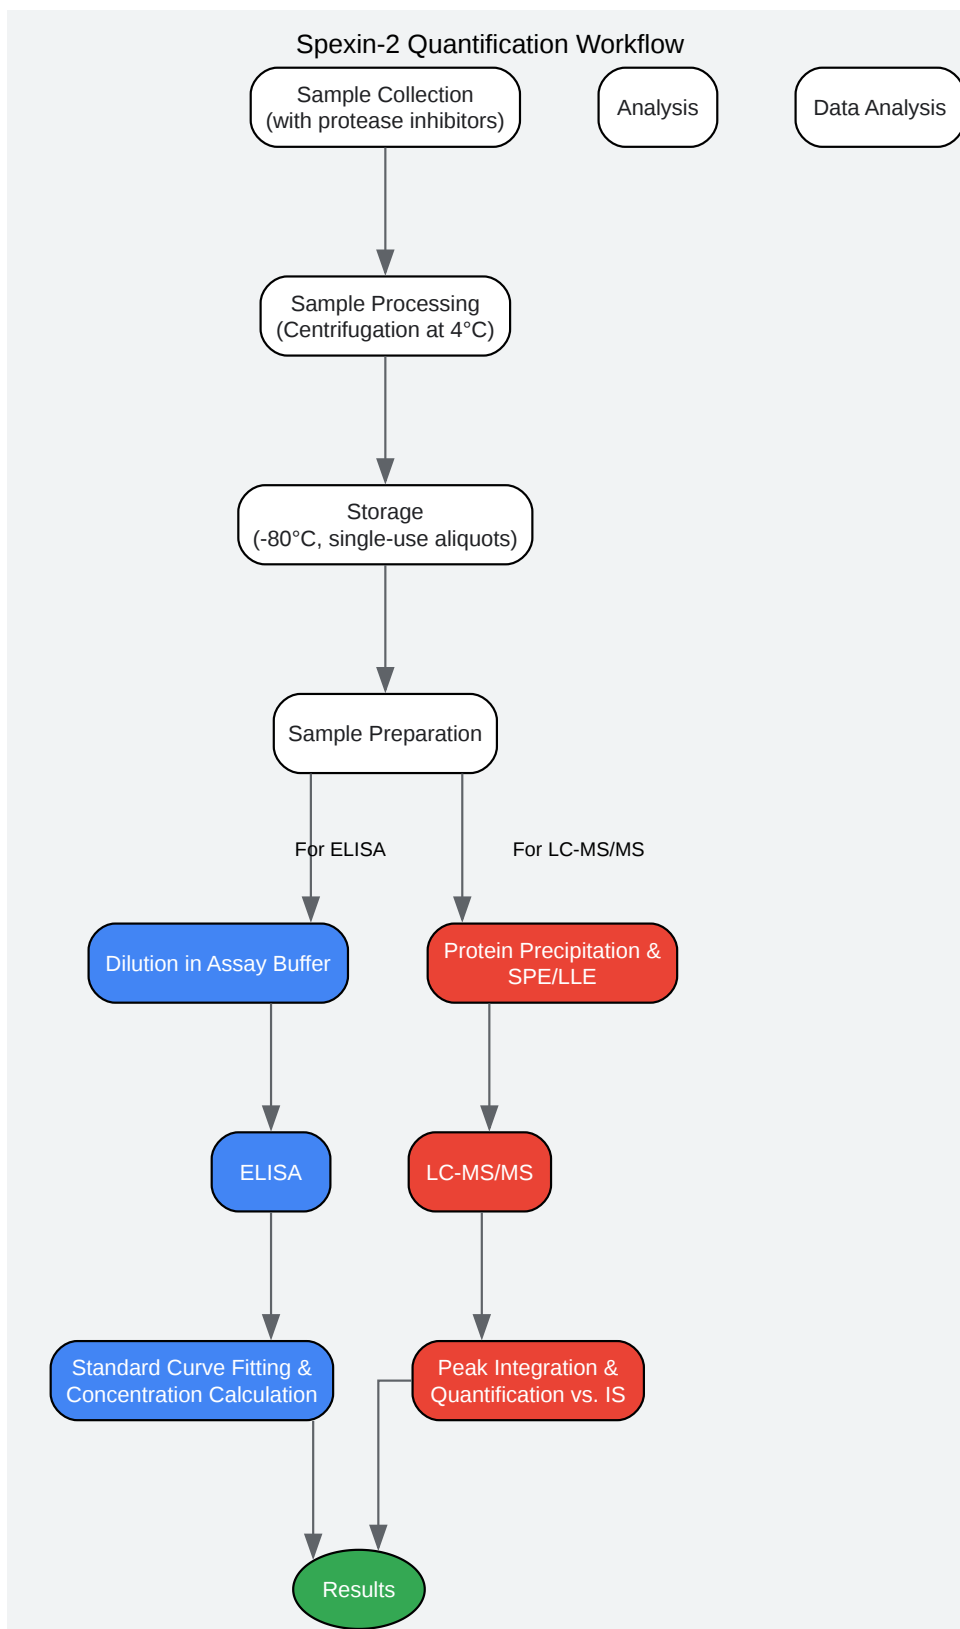 Spexin-2 Quantification Workflow
Sample Collection
(with protease inhibitors)
Analysis
Data Analysis
Sample Processing
(Centrifugation at 4°C)
Storage
(-80°C, single-use aliquots)
Sample Preparation
For ELISA
For LC-MS/MS
Dilution in Assay Buffer
Protein Precipitation &
SPE/LLE
ELISA
LC-MS/MS
Standard Curve Fitting &
Concentration Calculation
Peak Integration &
Quantification vs. IS
Results